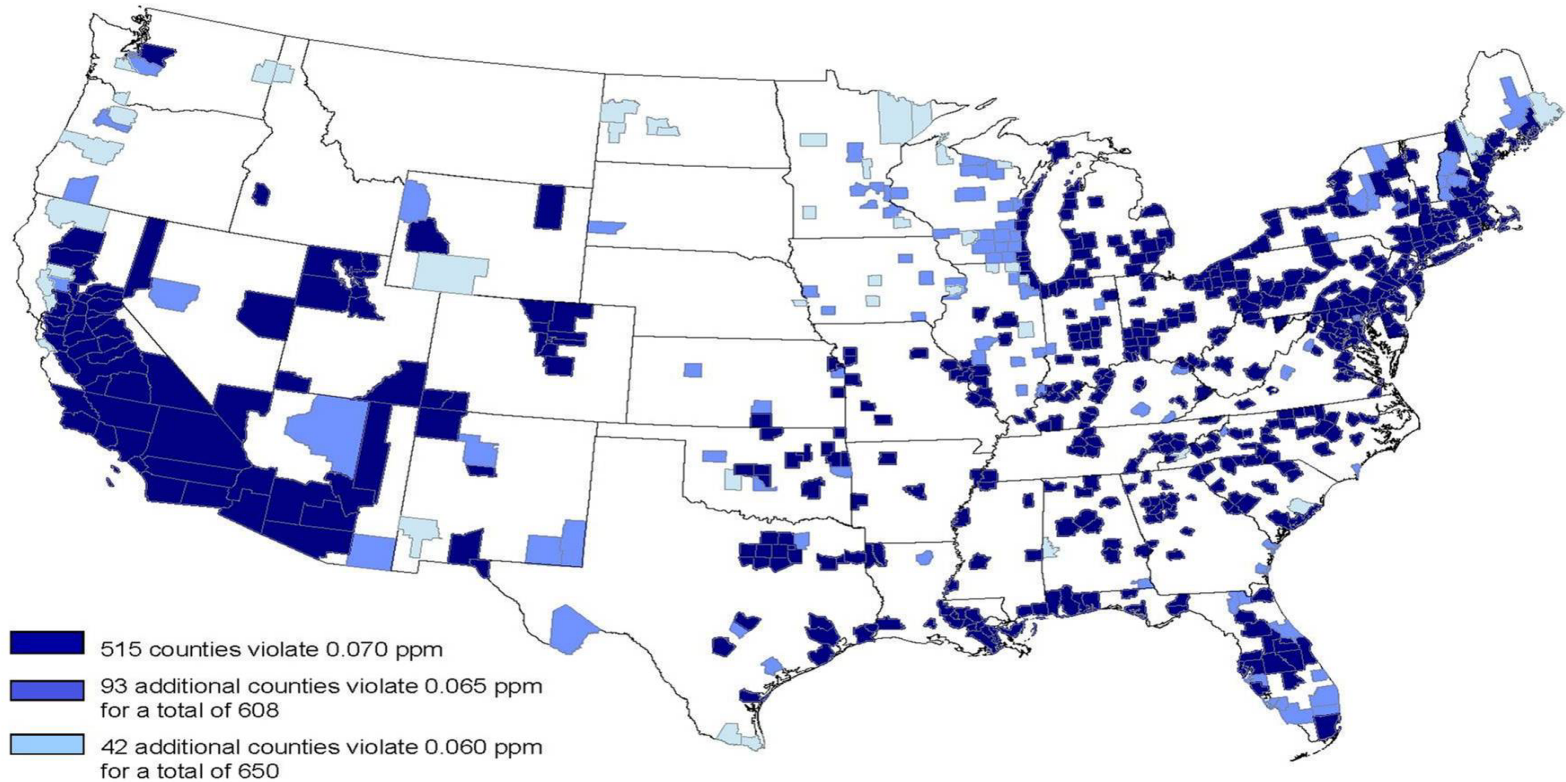 515 counties violate 0.070 ppm
93 additional counties violate 0.065 ppm
for a total of 608
42 additional counties violate 0.060 ppm
for a total of 650